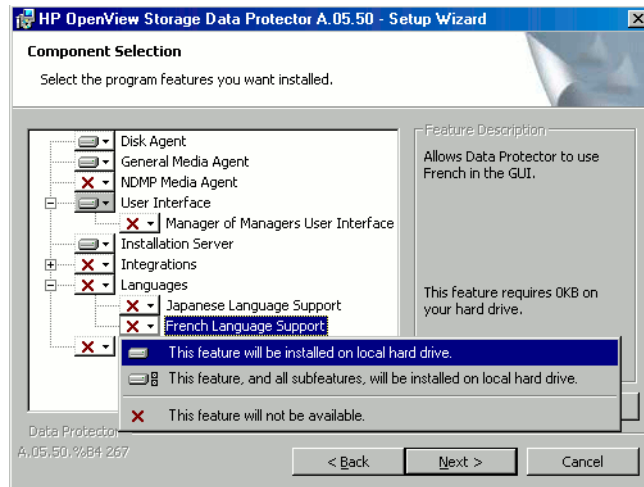 HP OpenView Storage Data Protector A.05.50 - Setup Wizard
Component Selection
Select the program features you want installed.
Disk Agent
General Media Agent
NDMP Media Agent
User Interface
Manager of Managers User Interface
Installation Server
Integrations
Languages
Japanese Language Support
French Language Support
Feature Description
Allows Data Protector to use
French in the GUI.
This feature requires 0KB on
your hard drive.
This feature will be installed on local hard drive.
This feature, and all subfeatures, will be installed on local hard drive.
This feature will not be available.
Data Protector
A.05.50.%B4 267
< Back
Next >
Cancel